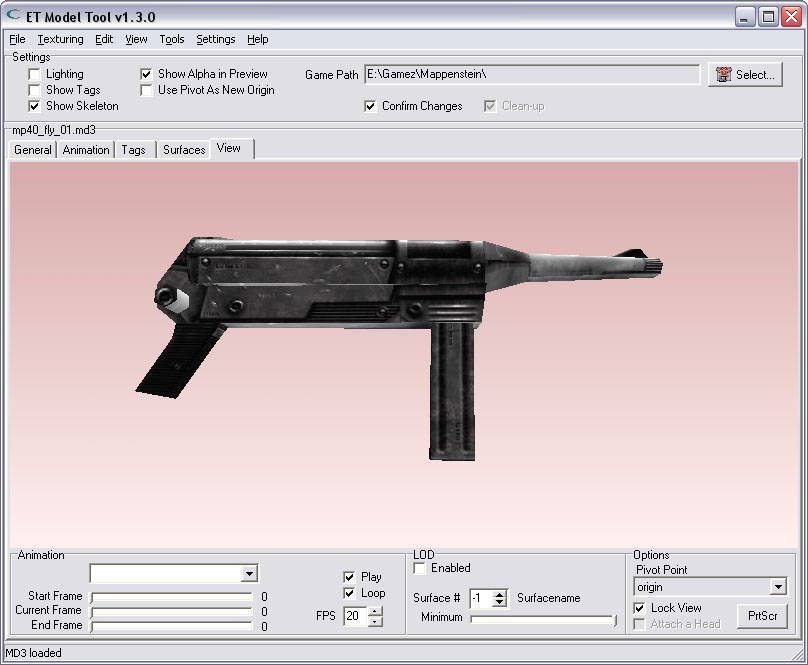 ET Model Tool v1.3.0
File Texturing Edit View Tools Settings Help
Settings
Lighting
Show Tags
Show Skeleton
Show Alpha in Preview
Use Pivot As New Origin
Game Path E:\Gamez\Mappenstein\ Select...
Confirm Changes Clean-up
mp40_fly_01.md3
General Animation Tags Surfaces View
Animation
Start Frame 0
Current Frame 0
End Frame 0
Play
Loop
FPS 20
LOD
Enabled
Surface # -1 Surfacename
Minimum
Options
Pivot Point
origin
Lock View
Attach a Head
PrtScr
MD3 loaded